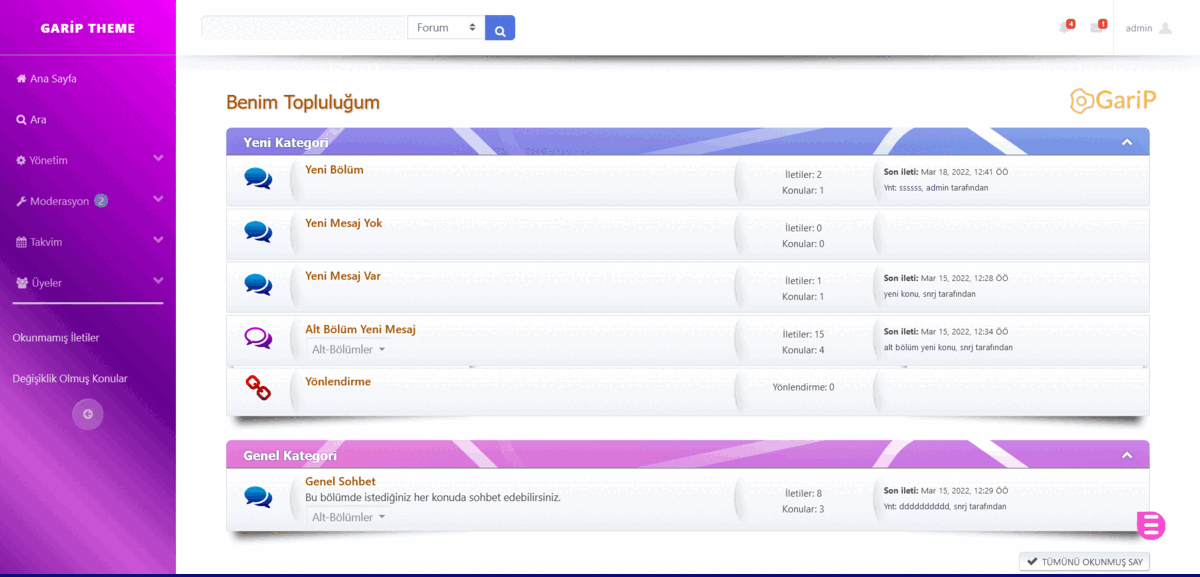 GARİP THEME
Forum
4
1
admin
Ana Sayfa
Ara
Yönetim
Moderasyon 2
Takvim
Üyeler
Okunmamış İletiler
Değişiklik Olmuş Konular
Benim Topluluğum
GariP
Yeni Kategori
Yeni Bölüm
İletiler: 2
Konular: 1
Son ileti: Mar 18, 2022, 12:41 ÖÖ
Ynt: ssssss, admin tarafından
Yeni Mesaj Yok
İletiler: 0
Konular: 0
Yeni Mesaj Var
İletiler: 1
Konular: 1
Son ileti: Mar 15, 2022, 12:28 ÖÖ
yeni konu, snrj tarafından
Alt Bölüm Yeni Mesaj
Alt-Bölümler
İletiler: 15
Konular: 4
Son ileti: Mar 15, 2022, 12:34 ÖÖ
alt bölüm yeni konu, snrj tarafından
Yönlendirme
Yönlendirme: 0
Genel Kategori
Genel Sohbet
Bu bölümde istediğiniz her konuda sohbet edebilirsiniz.
Alt-Bölümler
İletiler: 8
Konular: 3
Son ileti: Mar 15, 2022, 12:29 ÖÖ
Ynt: dddddddddd, snrj tarafından
TÜMÜNÜ OKUNMUŞ SAY